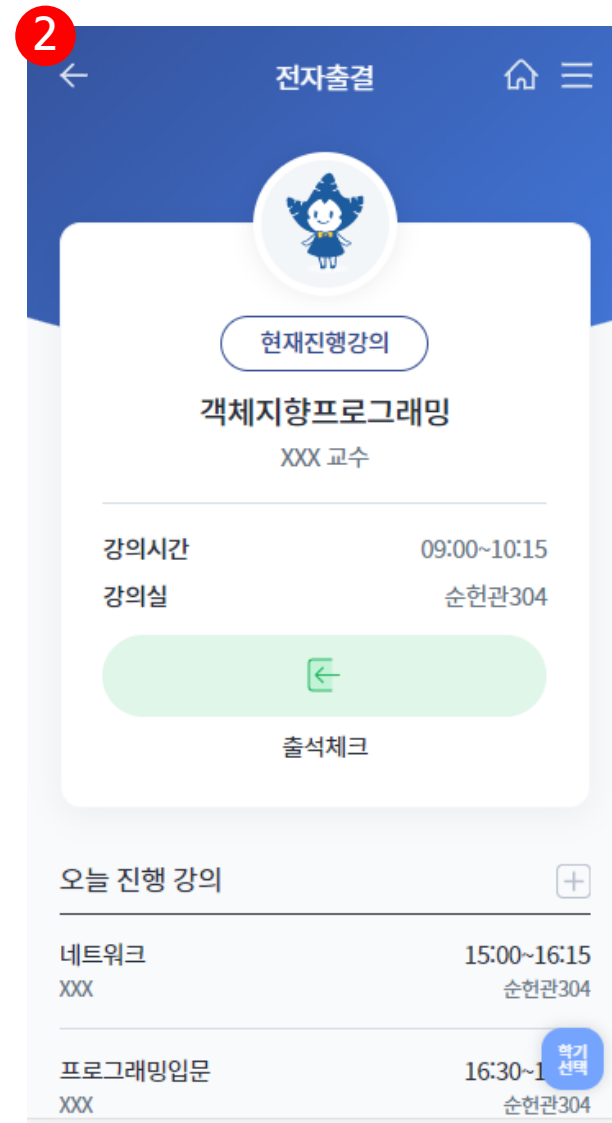 2
전자출결
현재진행강의
객체지향프로그래밍
XXX 교수
강의시간 09:00~10:15
강의실 순헌관304
출석체크
오늘 진행 강의
네트워크 15:00~16:15
XXX 순헌관304
프로그래밍입문 16:30~1
학기
선택
XXX 순헌관304